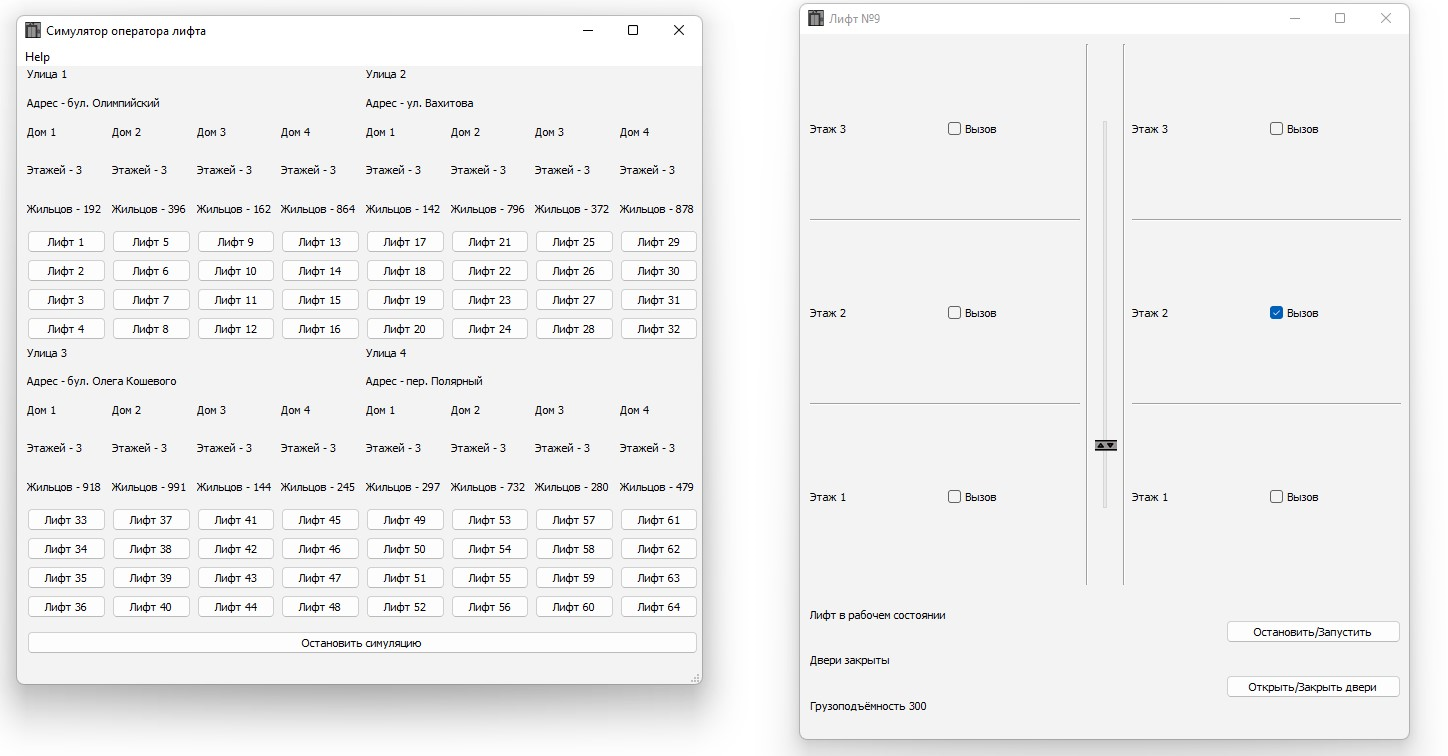 Симулятор оператора лифта
Help
Улица 1 Улица 2
Адрес - бул. Олимпийский Адрес - ул. Вахитова
Дом 1 Дом 2 Дом 3 Дом 4 Дом 1 Дом 2 Дом 3 Дом 4
Этажей - 3 Этажей - 3 Этажей - 3 Этажей - 3 Этажей - 3 Этажей - 3 Этажей - 3 Этажей - 3
Жильцов - 192 Жильцов - 396 Жильцов - 162 Жильцов - 864 Жильцов - 142 Жильцов - 796 Жильцов - 372 Жильцов - 878
Лифт 1 Лифт 5 Лифт 9 Лифт 13 Лифт 17 Лифт 21 Лифт 25 Лифт 29
Лифт 2 Лифт 6 Лифт 10 Лифт 14 Лифт 18 Лифт 22 Лифт 26 Лифт 30
Лифт 3 Лифт 7 Лифт 11 Лифт 15 Лифт 19 Лифт 23 Лифт 27 Лифт 31
Лифт 4 Лифт 8 Лифт 12 Лифт 16 Лифт 20 Лифт 24 Лифт 28 Лифт 32
Улица 3 Улица 4
Адрес - бул. Олега Кошевого Адрес - пер. Полярный
Дом 1 Дом 2 Дом 3 Дом 4 Дом 1 Дом 2 Дом 3 Дом 4
Этажей - 3 Этажей - 3 Этажей - 3 Этажей - 3 Этажей - 3 Этажей - 3 Этажей - 3 Этажей - 3
Жильцов - 918 Жильцов - 991 Жильцов - 144 Жильцов - 245 Жильцов - 297 Жильцов - 732 Жильцов - 280 Жильцов - 479
Лифт 33 Лифт 37 Лифт 41 Лифт 45 Лифт 49 Лифт 53 Лифт 57 Лифт 61
Лифт 34 Лифт 38 Лифт 42 Лифт 46 Лифт 50 Лифт 54 Лифт 58 Лифт 62
Лифт 35 Лифт 39 Лифт 43 Лифт 47 Лифт 51 Лифт 55 Лифт 59 Лифт 63
Лифт 36 Лифт 40 Лифт 44 Лифт 48 Лифт 52 Лифт 56 Лифт 60 Лифт 64
Остановить симуляцию
Лифт №9
Этаж 3 Вызов Этаж 3 Вызов
Этаж 2 Вызов Этаж 2 Вызов
Этаж 1 Вызов Этаж 1 Вызов
Лифт в рабочем состоянии
Остановить/Запустить
Двери закрыты
Открыть/Закрыть двери
Грузоподъёмность 300